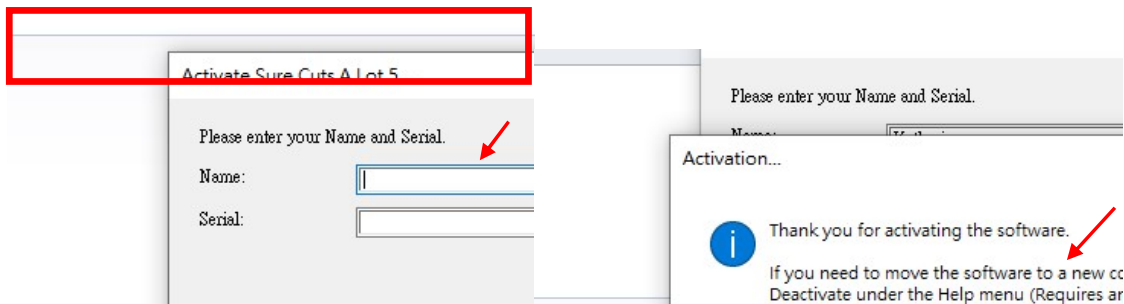 Activate Sure Cuts A Lot 5
Please enter your Name and Serial.
Name:
Serial:
Please enter your Name and Serial.
Name:
Activation...
Thank you for activating the software.
If you need to move the software to a new
Deactivate under the Help menu (Requires